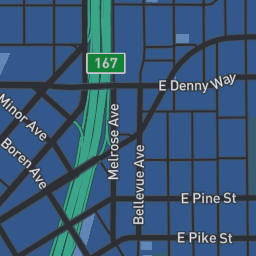 167
E Denny Way
Minor Ave
Boren Ave
Melrose Ave
Bellevue Ave
E Pine St
E Pike St